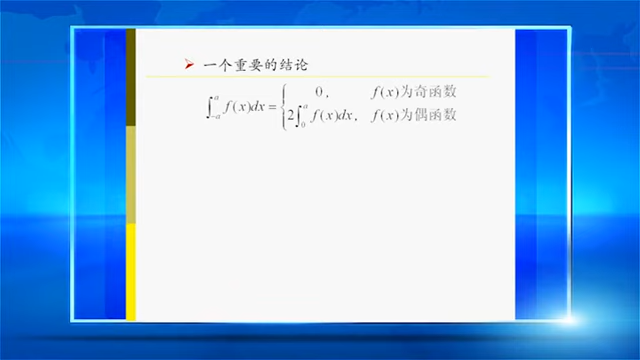 一个重要的结论
∫_{-a}^{a} f(x)dx = { 0, f(x)为奇函数
2∫_{0}^{a} f(x)dx, f(x)为偶函数